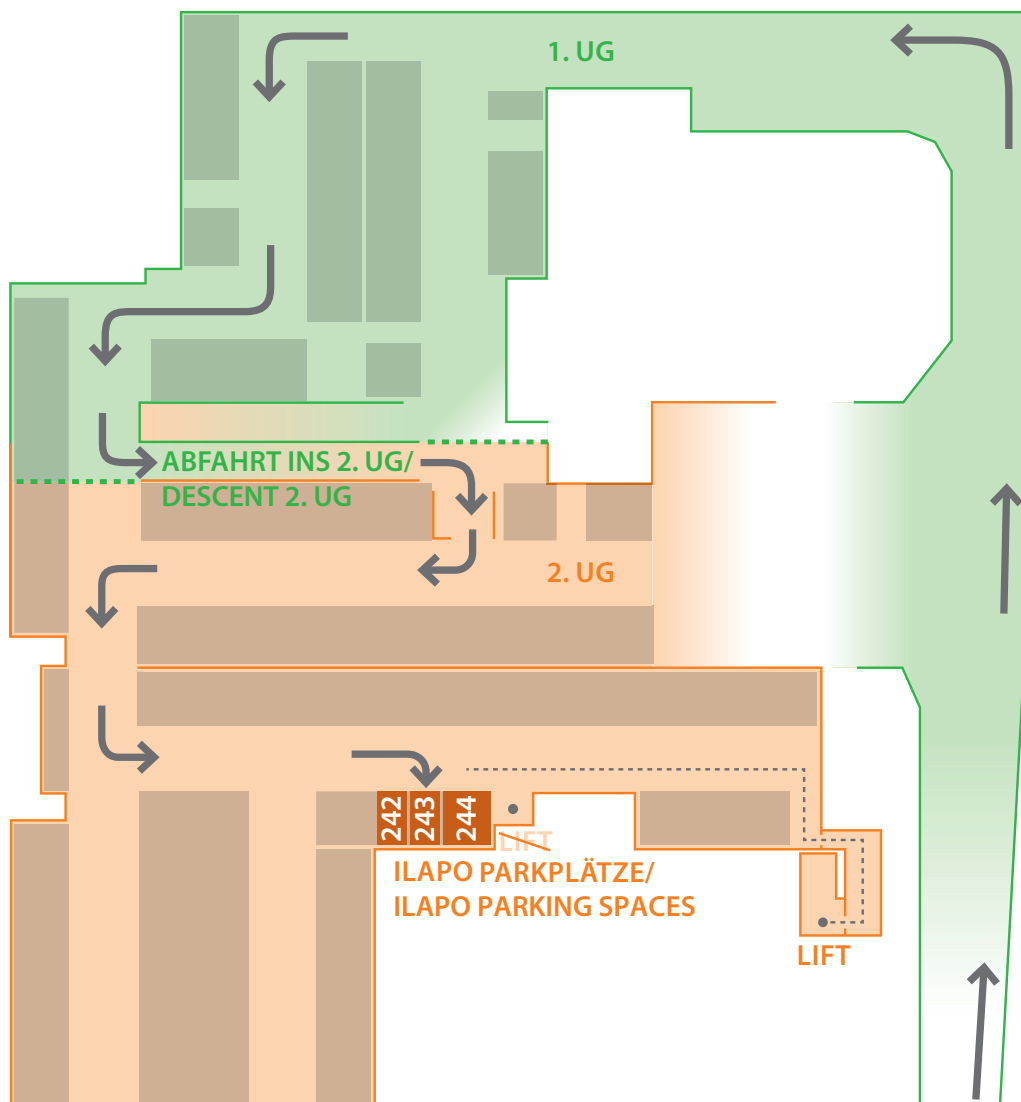 1. UG
ABFAHRT INS 2. UG/
DESCENT 2. UG
2. UG
242
243
244
LIFT
ILAPO PARKPLÄTZE/
ILAPO PARKING SPACES
LIFT